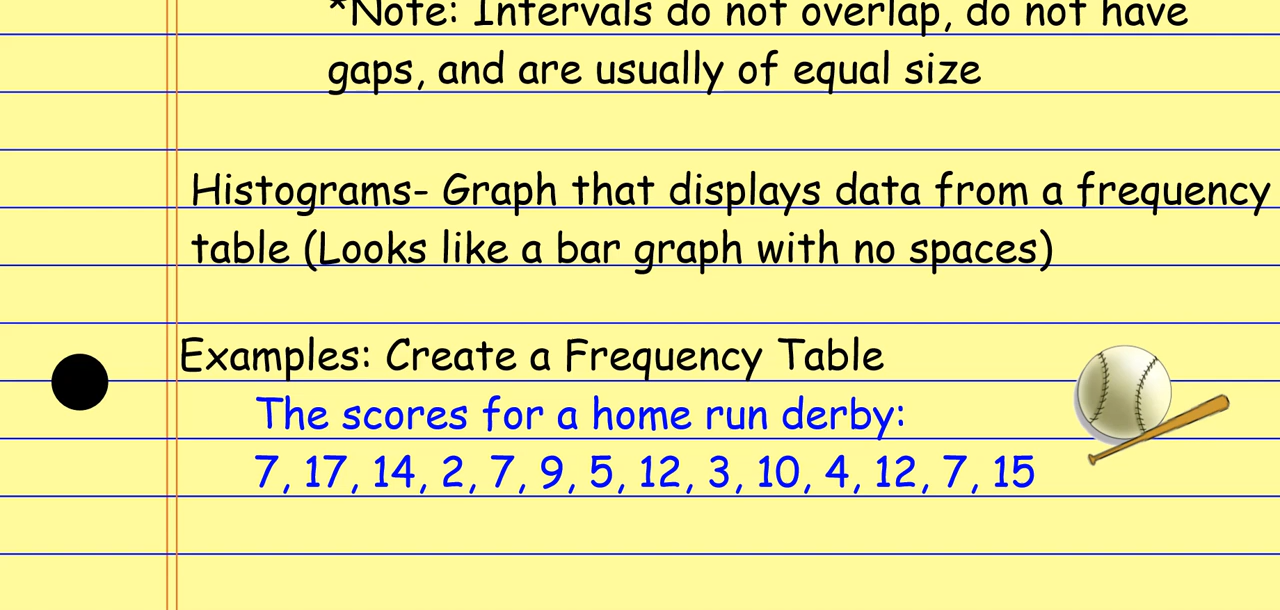 *Note: Intervals do not overlap, do not have
gaps, and are usually of equal size
Histograms- Graph that displays data from a frequency
table (Looks like a bar graph with no spaces)
Examples: Create a Frequency Table
The scores for a home run derby:
7, 17, 14, 2, 7, 9, 5, 12, 3, 10, 4, 12, 7, 15